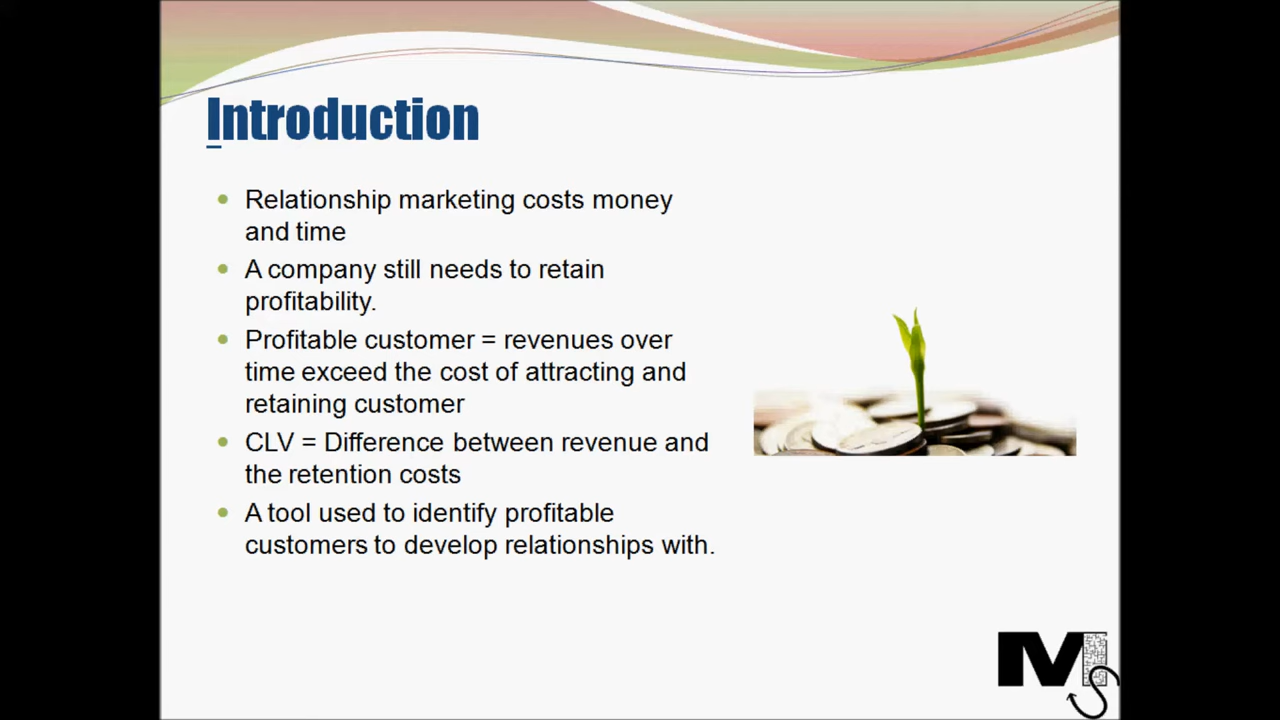 Introduction
Relationship marketing costs money
and time
A company still needs to retain
profitability.
Profitable customer = revenues over
time exceed the cost of attracting and
retaining customer
CLV = Difference between revenue and
the retention costs
A tool used to identify profitable
customers to develop relationships with.
MS